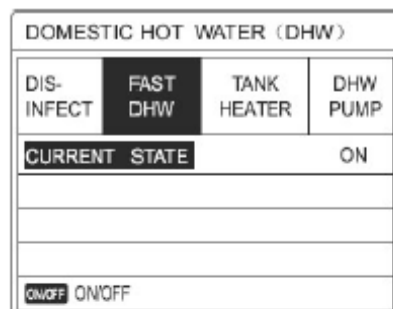 DOMESTIC HOT WATER (DHW)
DIS-
INFECT
FAST
DHW
TANK
HEATER
DHW
PUMP
CURRENT STATE ON
ON/OFF ON/OFF